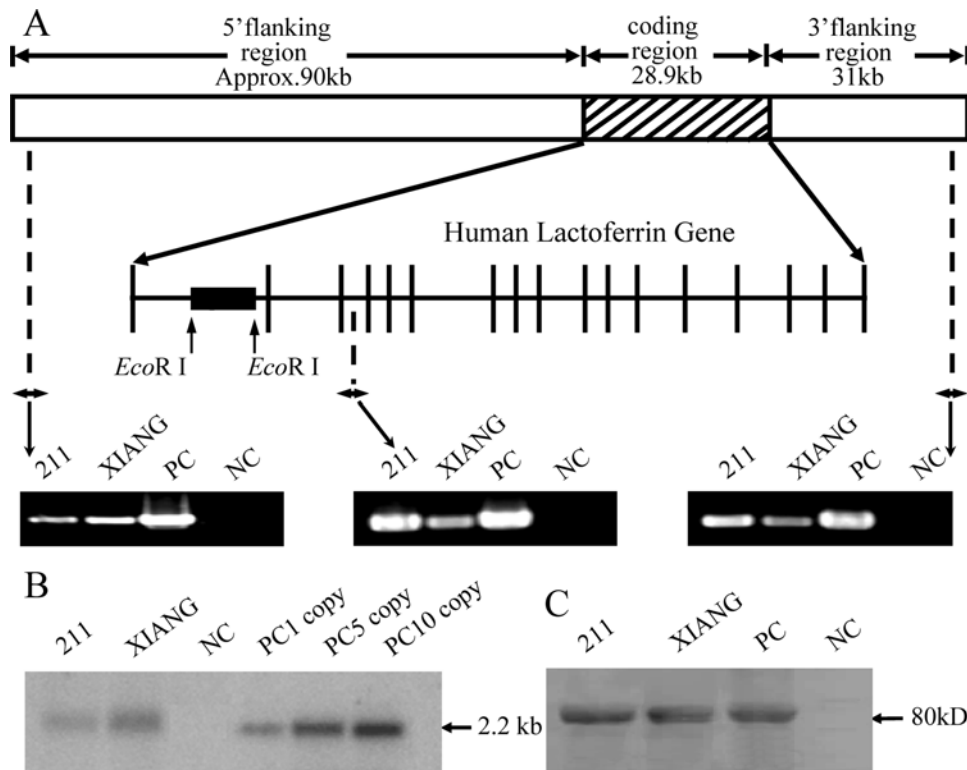 A
5'flanking
region
Approx.90kb
coding
region
28.9kb
3'flanking
region
31kb
Human Lactoferrin Gene
EcoR I
EcoR I
211 XIANG PC NC
211 XIANG PC NC
211 XIANG PC NC
B
211 XIANG NC PC1 copy PC5 copy PC10 copy
2.2 kb
C
211 XIANG PC NC
80kD